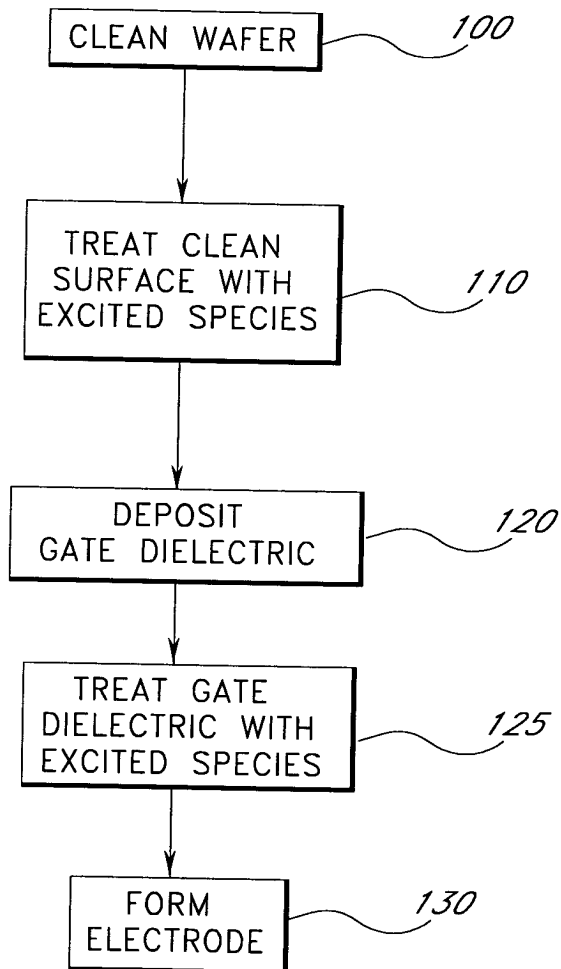 CLEAN WAFER
100
TREAT CLEAN
SURFACE WITH
EXCITED SPECIES
110
DEPOSIT
GATE DIELECTRIC
120
TREAT GATE
DIELECTRIC WITH
EXCITED SPECIES
125
FORM
ELECTRODE
130